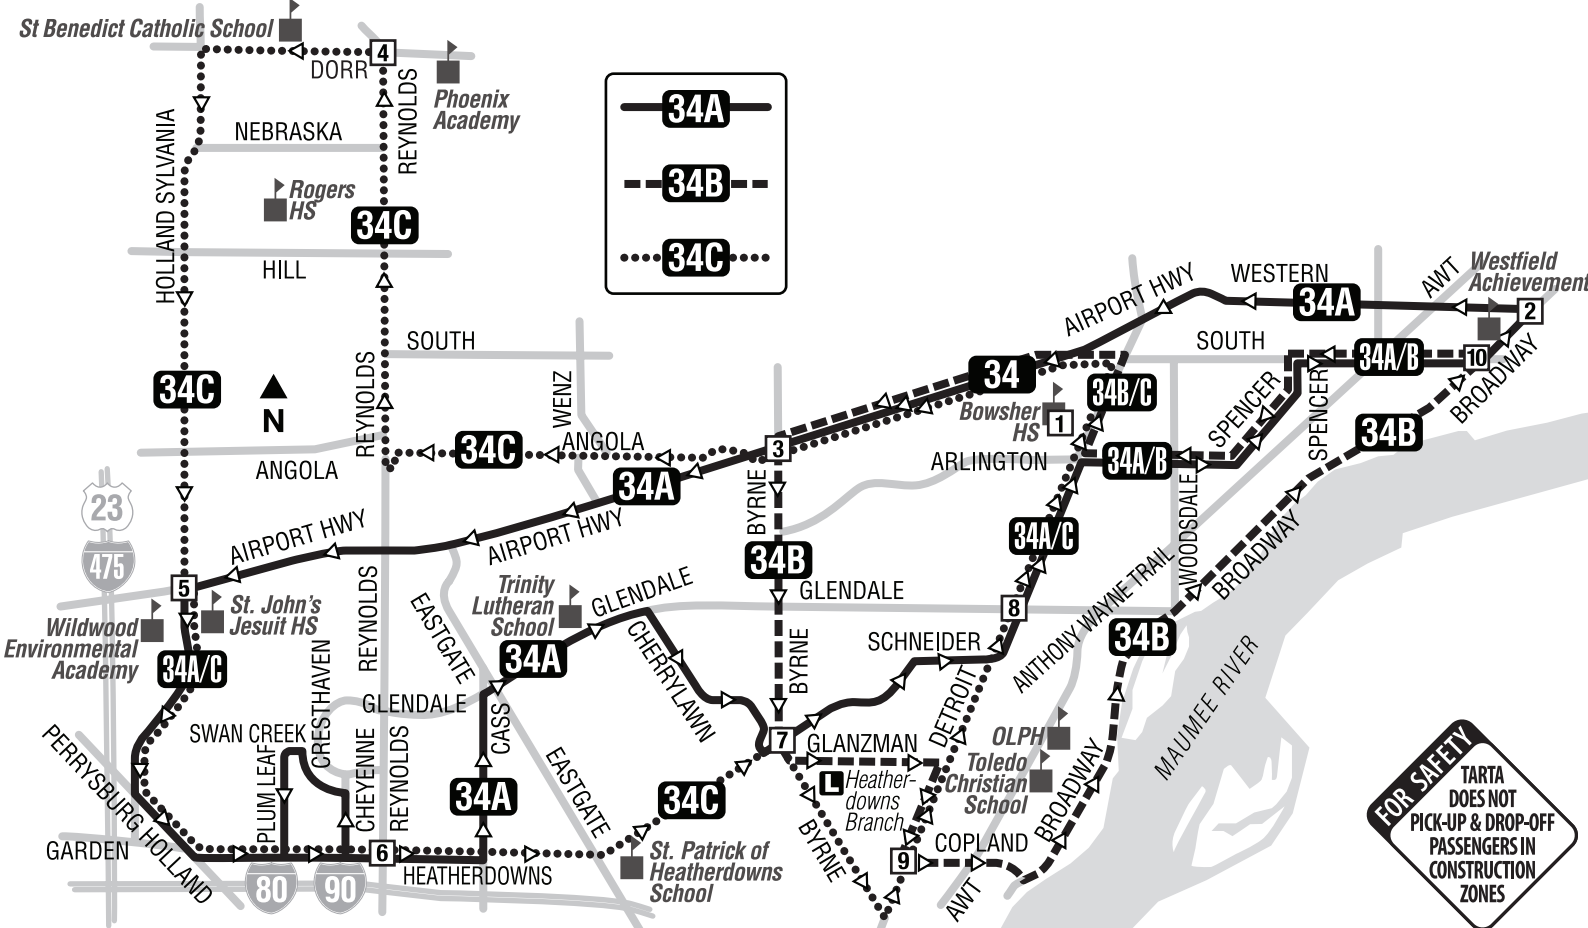 St Benedict Catholic School
4
DORR
REYNOLDS
Phoenix
Academy
NEBRASKA
HOLLAND SYLVANIA
Rogers
HS
34C
HILL
34A
34B
34C
SOUTH
REYNOLDS
34C
N
WENZ
34C
ANGOLA
ANGOLA
23
475
AIRPORT HWY
34A
AIRPORT HWY
3
BYRNE
34B
GLENDALE
BYRNE
34
AIRPORT HWY
WESTERN
34A
AWT
Westfield
Achievement
2
SOUTH
34A/B
10
BROADWAY
34B/C
Bowsher
HS
1
SPENCER
SPENCER
34B
ARLINGTON
34A/B
WOODSDALE
34A/C
BROADWAY
ANTHONY WAYNE TRAIL
8
34B
MAUMEE RIVER
5
St. John's
Jesuit HS
Wildwood
Environmental
Academy
34A/C
Trinity
Lutheran
School
GLENDALE
34A
EASTGATE
CHERRYLAWN
REYNOLDS
CRESTHAVEN
GLENDALE
SWAN CREEK
PLUM LEAF
CHEYENNE
REYNOLDS
CASS
34A
EASTGATE
PERRYSBURG HOLLAND
GARDEN
6
HEATHERDOWNS
80
90
34C
St. Patrick of
Heatherdowns
School
SCHNEIDER
7
GLANZMAN
DETROIT
L
Heather-
downs
Branch
BYRNE
OLPH
Toledo
Christian
School
BROADWAY
9
COPLAND
AWT
FOR SAFETY
TARTA
DOES NOT
PICK-UP & DROP-OFF
PASSENGERS IN
CONSTRUCTION
ZONES